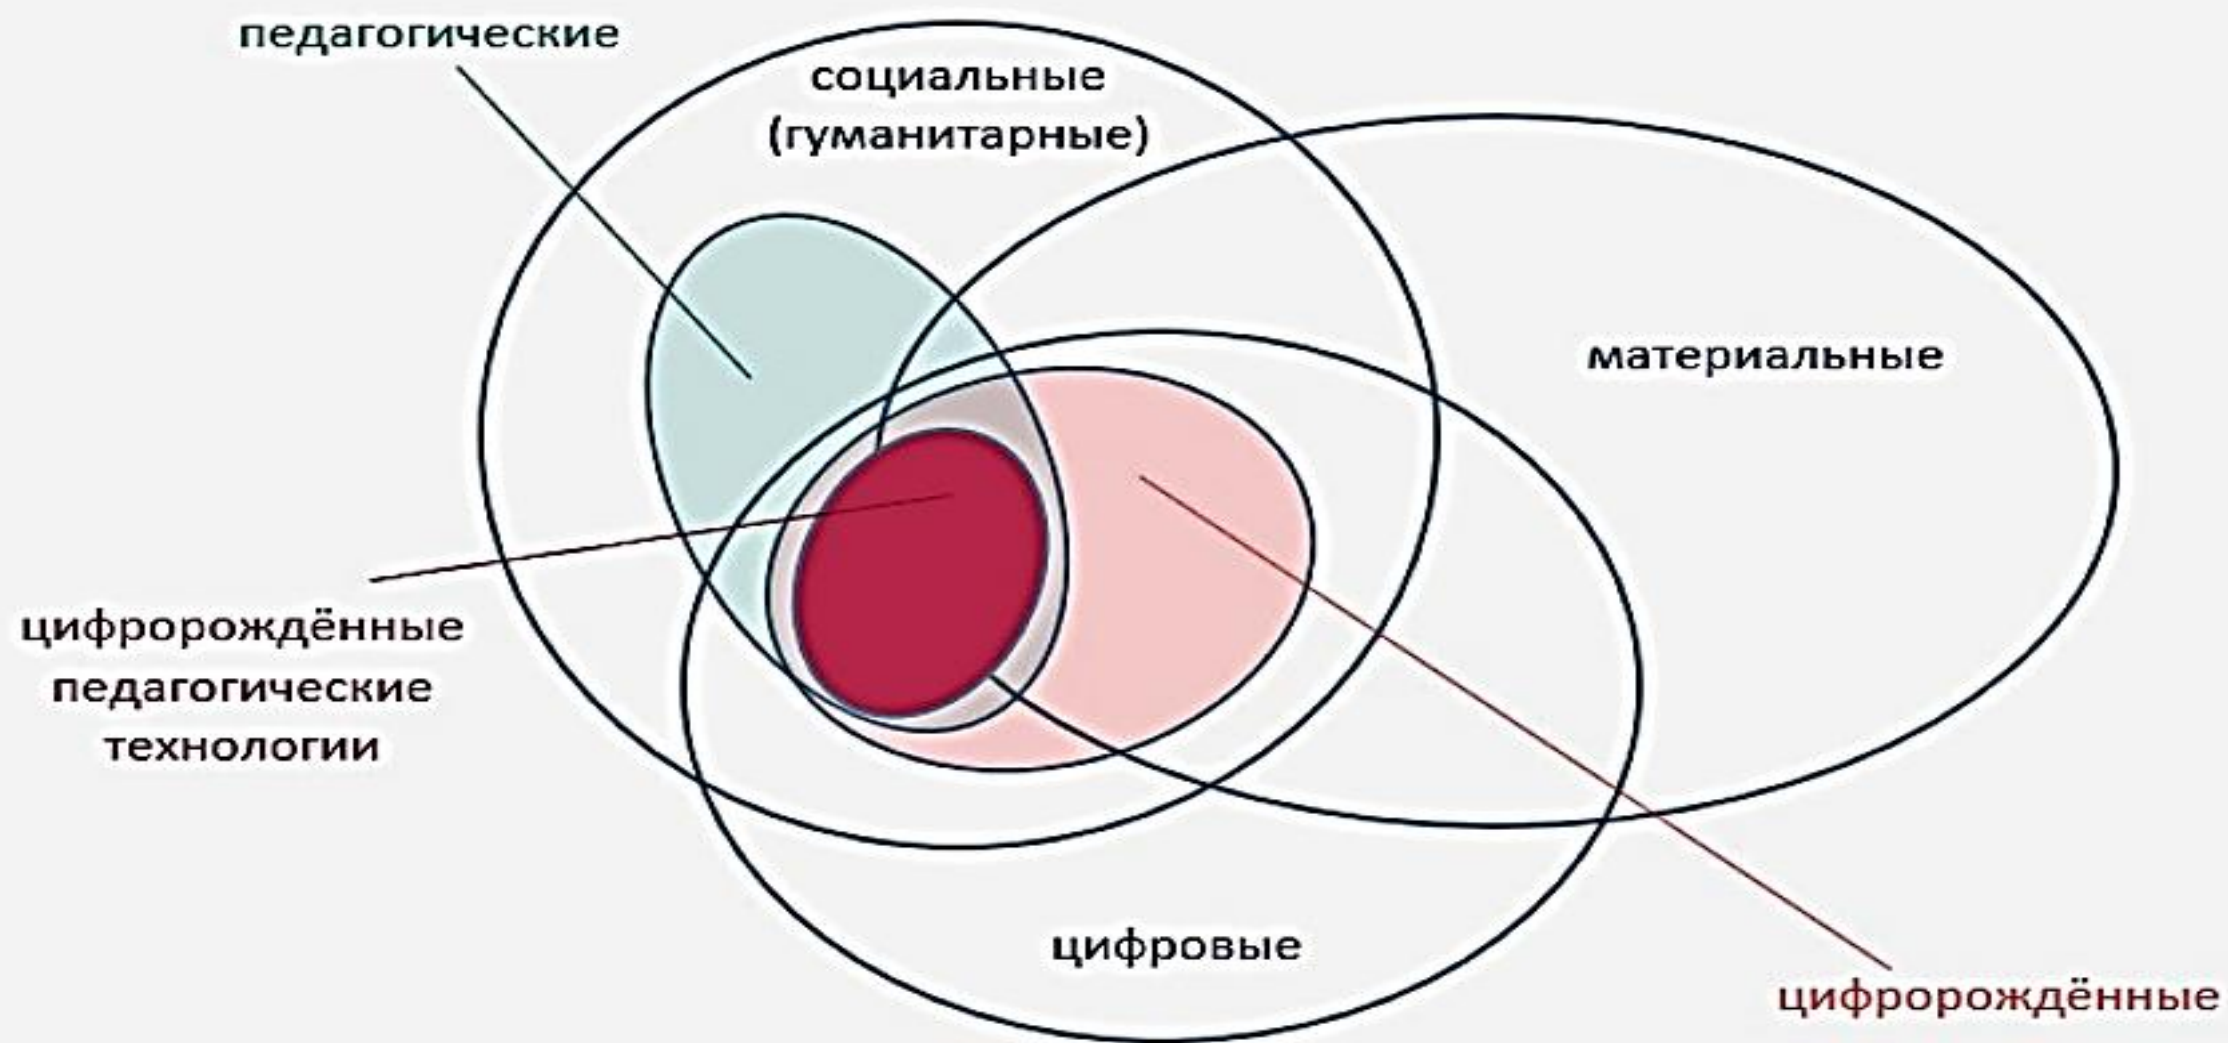 педагогические
социальные
(гуманитарные)
материальные
цифророждённые
педагогические
технологии
цифровые
цифророждённые